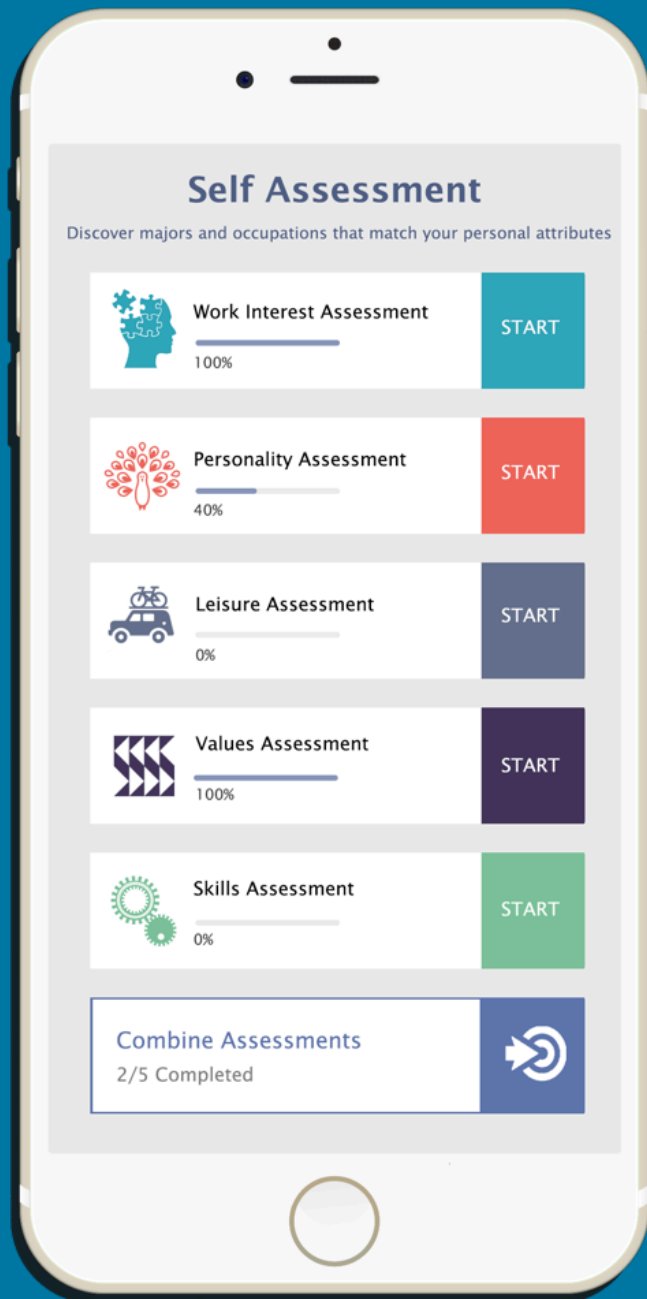 Self Assessment
Discover majors and occupations that match your personal attributes
Work Interest Assessment
START
100%
Personality Assessment
START
40%
Leisure Assessment
START
0%
Values Assessment
START
100%
Skills Assessment
START
0%
Combine Assessments
2/5 Completed